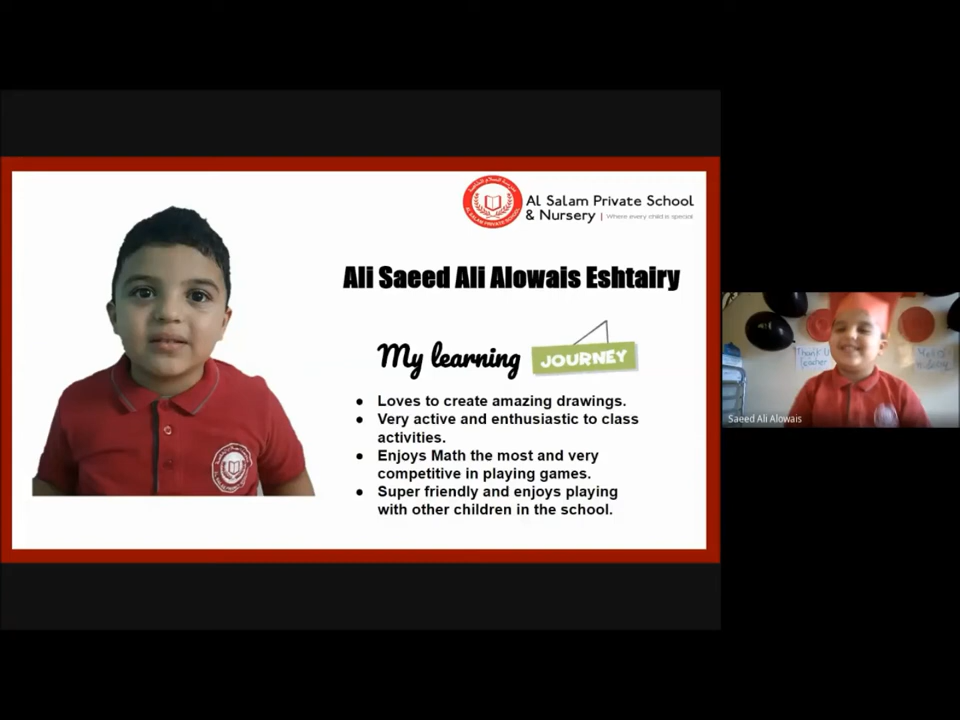 Al Salam Private School
& Nursery | Where every child is special
Ali Saeed Ali Alowais Eshtairy
My learning JOURNEY
● Loves to create amazing drawings.
● Very active and enthusiastic to class
activities.
● Enjoys Math the most and very
competitive in playing games.
● Super friendly and enjoys playing
with other children in the school.
Thank U
Teacher
Saeed Ali Alowais